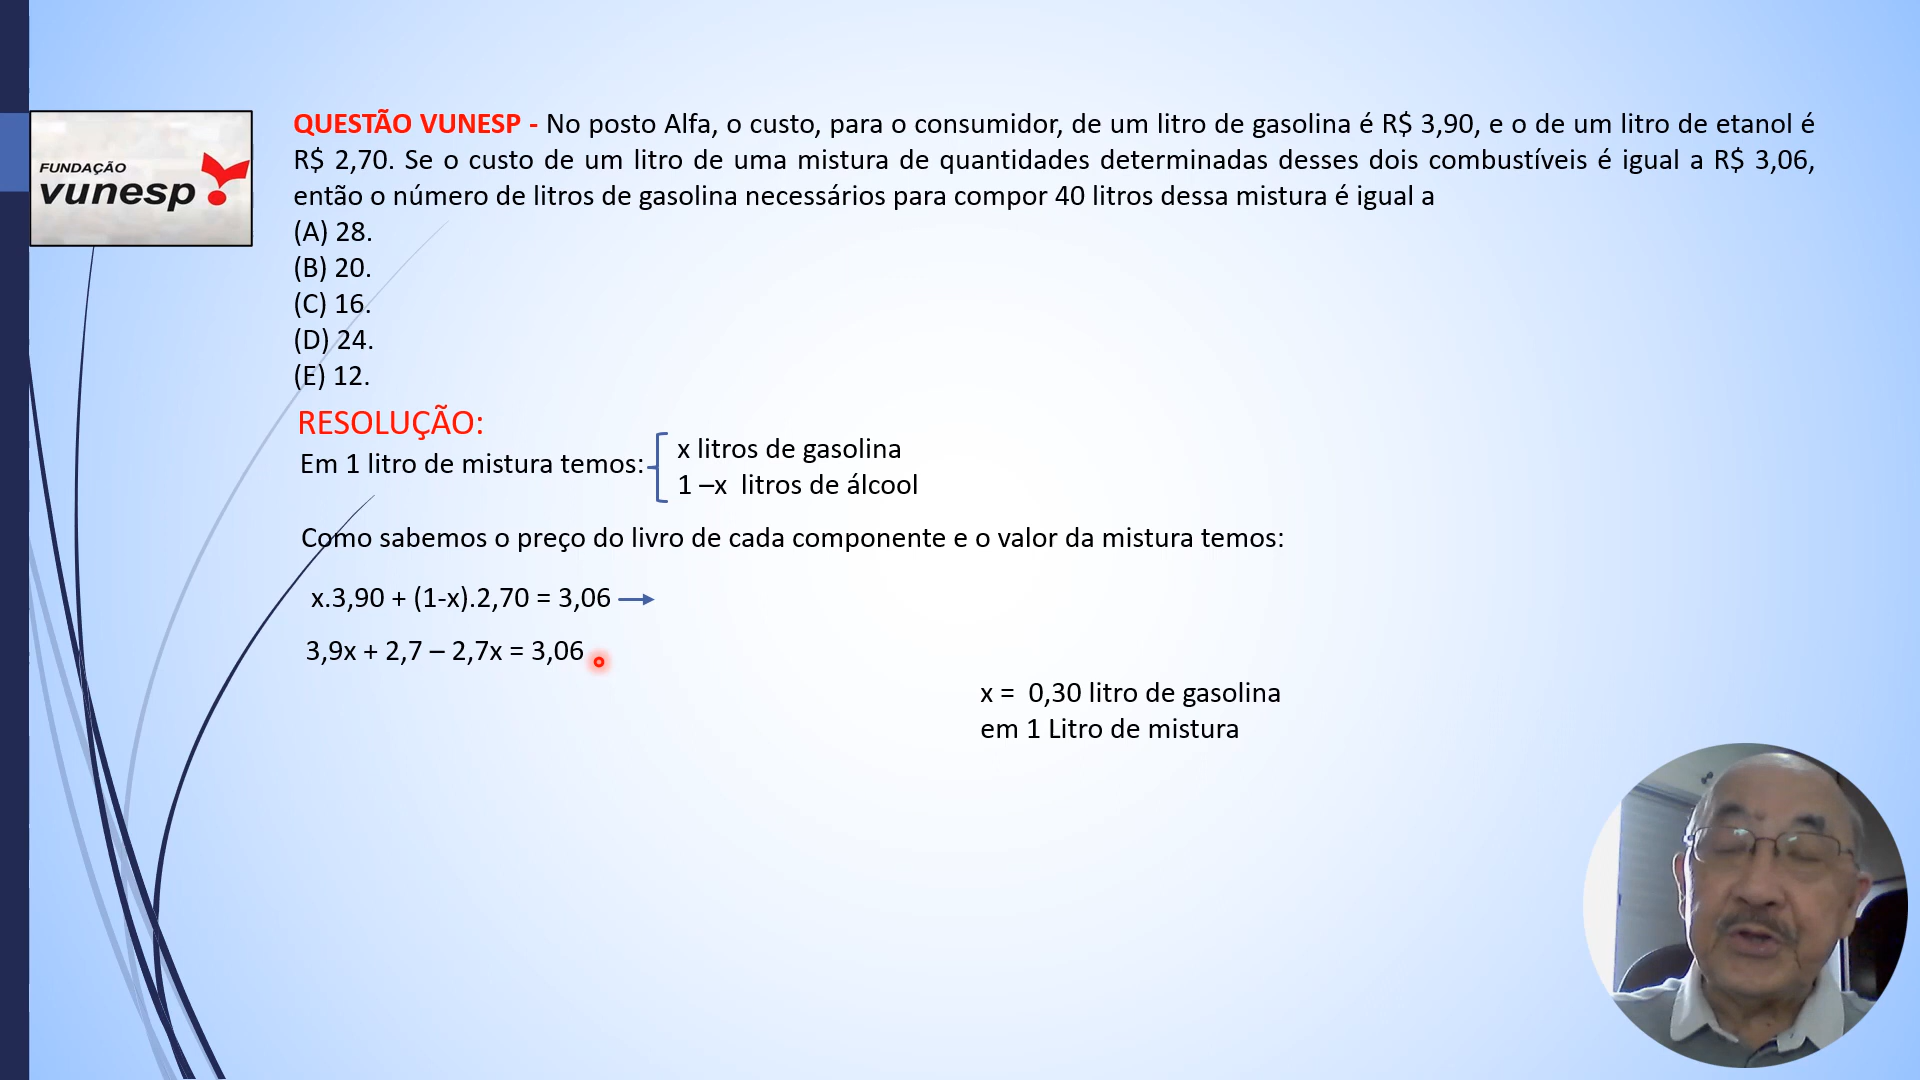 FUNDAÇÃO
vunesp
QUESTÃO VUNESP - No posto Alfa, o custo, para o consumidor, de um litro de gasolina é R$ 3,90, e o de um litro de etanol é
R$ 2,70. Se o custo de um litro de uma mistura de quantidades determinadas desses dois combustíveis é igual a R$ 3,06,
então o número de litros de gasolina necessários para compor 40 litros dessa mistura é igual a
(A) 28.
(B) 20.
(C) 16.
(D) 24.
(E) 12.
RESOLUÇÃO:
Em 1 litro de mistura temos:
x litros de gasolina
1 –x  litros de álcool
Como sabemos o preço do livro de cada componente e o valor da mistura temos:
x.3,90 + (1-x).2,70 = 3,06
3,9x + 2,7 – 2,7x = 3,06
x =  0,30 litro de gasolina
em 1 Litro de mistura